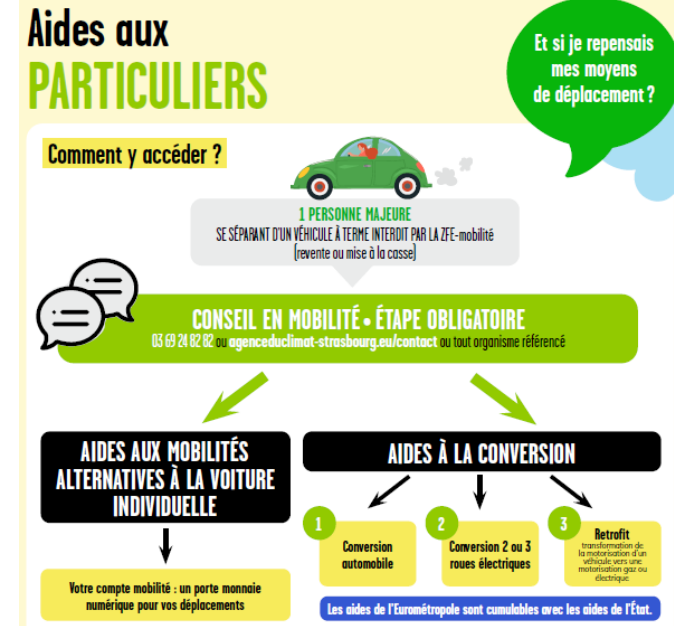 Aides aux
PARTICULIERS
Et si je repensais
mes moyens
de déplacement ?
Comment y accéder ?
1 PERSONNE MAJEURE
SE SÉPARANT D'UN VÉHICULE À TERME INTERDIT PAR LA ZFE-mobilité
(revente ou mise à la casse)
CONSEIL EN MOBILITÉ • ÉTAPE OBLIGATOIRE
03 69 24 82 82 ou agenceduclimat-strasbourg.eu/contact ou tout organisme référencé
AIDES AUX MOBILITÉS
ALTERNATIVES À LA VOITURE
INDIVIDUELLE
Votre compte mobilité : un porte monnaie
numérique pour vos déplacements
AIDES À LA CONVERSION
1
Conversion
automobile
2
Conversion 2 ou 3
roues électriques
3
Retrofit
transformation de
la motorisation d'un
véhicule vers une
motorisation gaz ou
électrique
Les aides de l'Eurométropole sont cumulables avec les aides de l'État.